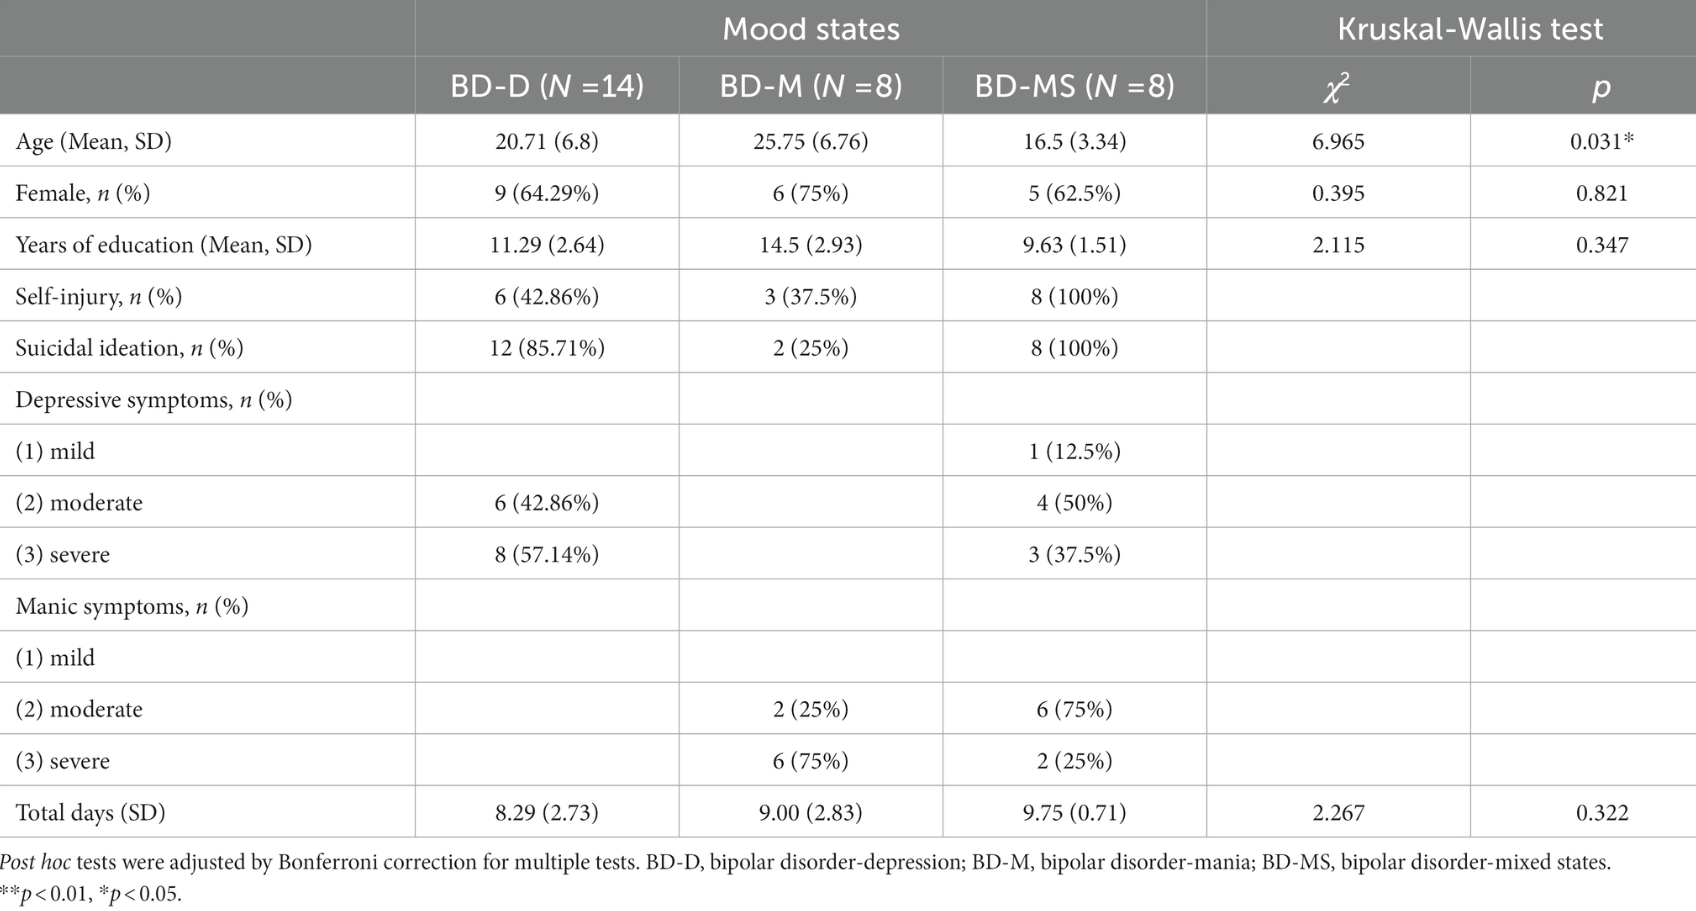 Mood states Kruskal-Wallis test
BD-D (N =14) BD-M (N =8) BD-MS (N =8) χ² p
Age (Mean, SD) 20.71 (6.8) 25.75 (6.76) 16.5 (3.34) 6.965 0.031*
Female, n (%) 9 (64.29%) 6 (75%) 5 (62.5%) 0.395 0.821
Years of education (Mean, SD) 11.29 (2.64) 14.5 (2.93) 9.63 (1.51) 2.115 0.347
Self-injury, n (%) 6 (42.86%) 3 (37.5%) 8 (100%)
Suicidal ideation, n (%) 12 (85.71%) 2 (25%) 8 (100%)
Depressive symptoms, n (%)
(1) mild 1 (12.5%)
(2) moderate 6 (42.86%) 4 (50%)
(3) severe 8 (57.14%) 3 (37.5%)
Manic symptoms, n (%)
(1) mild
(2) moderate 2 (25%) 6 (75%)
(3) severe 6 (75%) 2 (25%)
Total days (SD) 8.29 (2.73) 9.00 (2.83) 9.75 (0.71) 2.267 0.322
Post hoc tests were adjusted by Bonferroni correction for multiple tests. BD-D, bipolar disorder-depression; BD-M, bipolar disorder-mania; BD-MS, bipolar disorder-mixed states.
**p < 0.01, *p < 0.05.